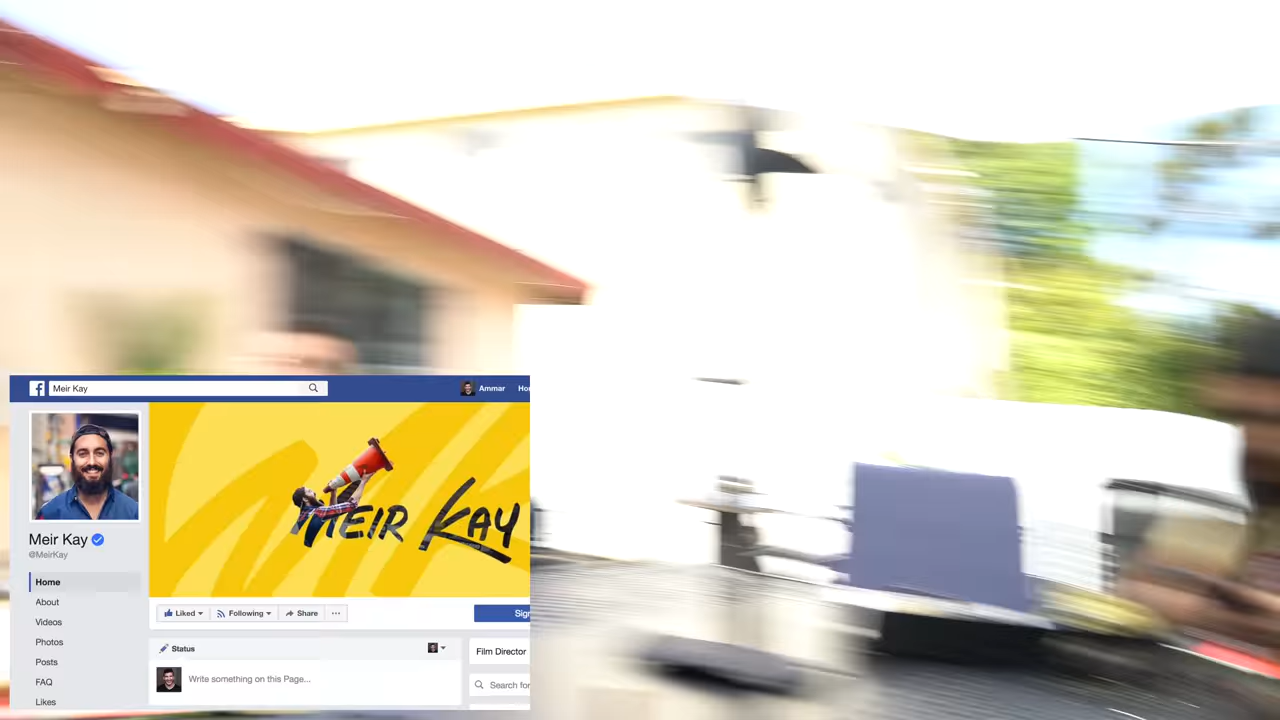 Meir Kay
Ammar
MEIR KAY
Meir Kay
@MeirKay
Home
About
Videos
Photos
Posts
FAQ
Likes
Liked
Following
Share
Status
Write something on this Page...
Film Director
Search for